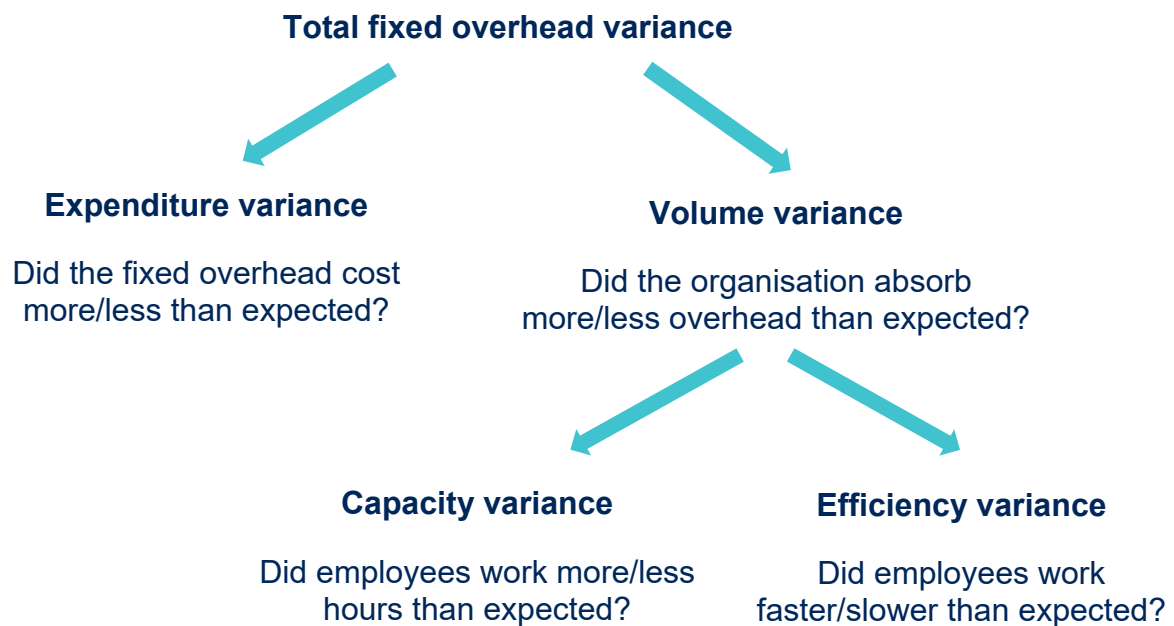 Total fixed overhead variance
Expenditure variance
Did the fixed overhead cost
more/less than expected?
Volume variance
Did the organisation absorb
more/less overhead than expected?
Capacity variance
Did employees work more/less
hours than expected?
Efficiency variance
Did employees work
faster/slower than expected?